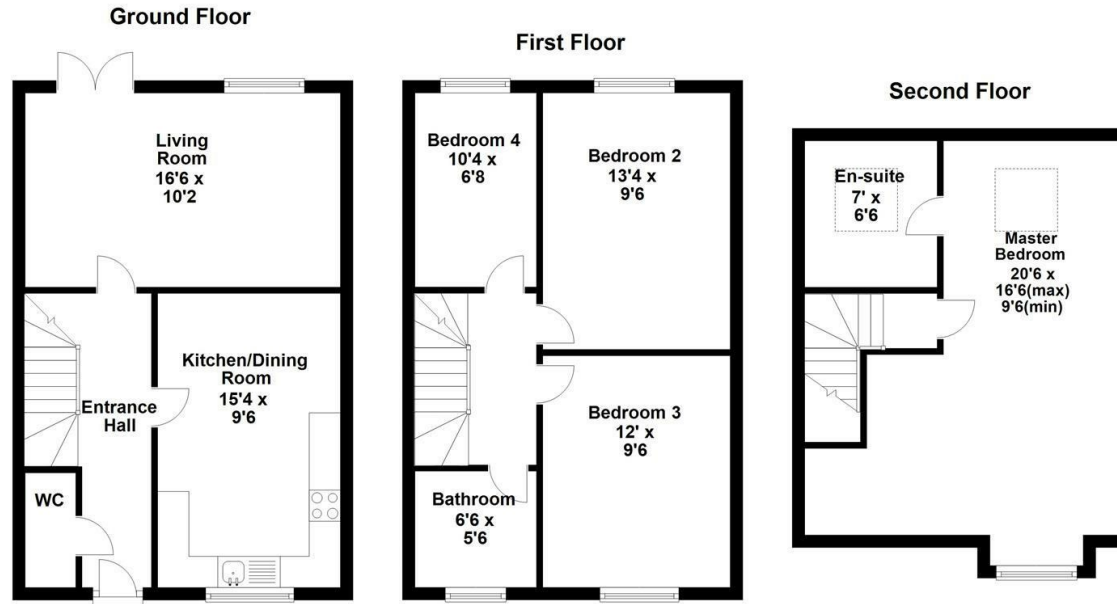 Ground Floor
Living
Room
16'6 x
10'2
Kitchen/Dining
Room
15'4 x
9'6
Entrance
Hall
WC
First Floor
Bedroom 4
10'4 x
6'8
Bedroom 2
13'4 x
9'6
Bedroom 3
12' x
9'6
Bathroom
6'6 x
5'6
Second Floor
En-suite
7' x
6'6
Master
Bedroom
20'6 x
16'6(max)
9'6(min)